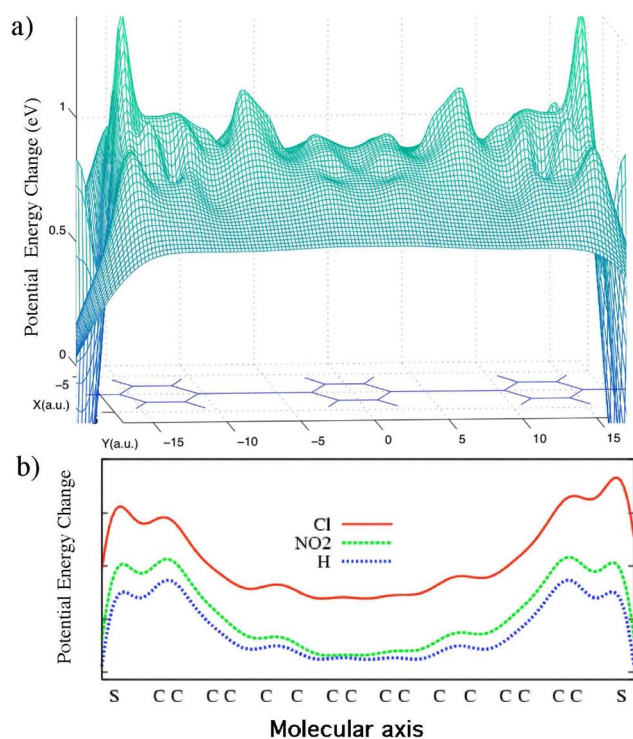 a)
Potential Energy Change (eV)
1
0.5
0
−5
X(a.u.)
Y(a.u.)
−15
−10
−5
0
5
10
15
b)
Potential Energy Change
Cl
NO2
H
S C C C C C C C C C C C C C C C C S
Molecular axis